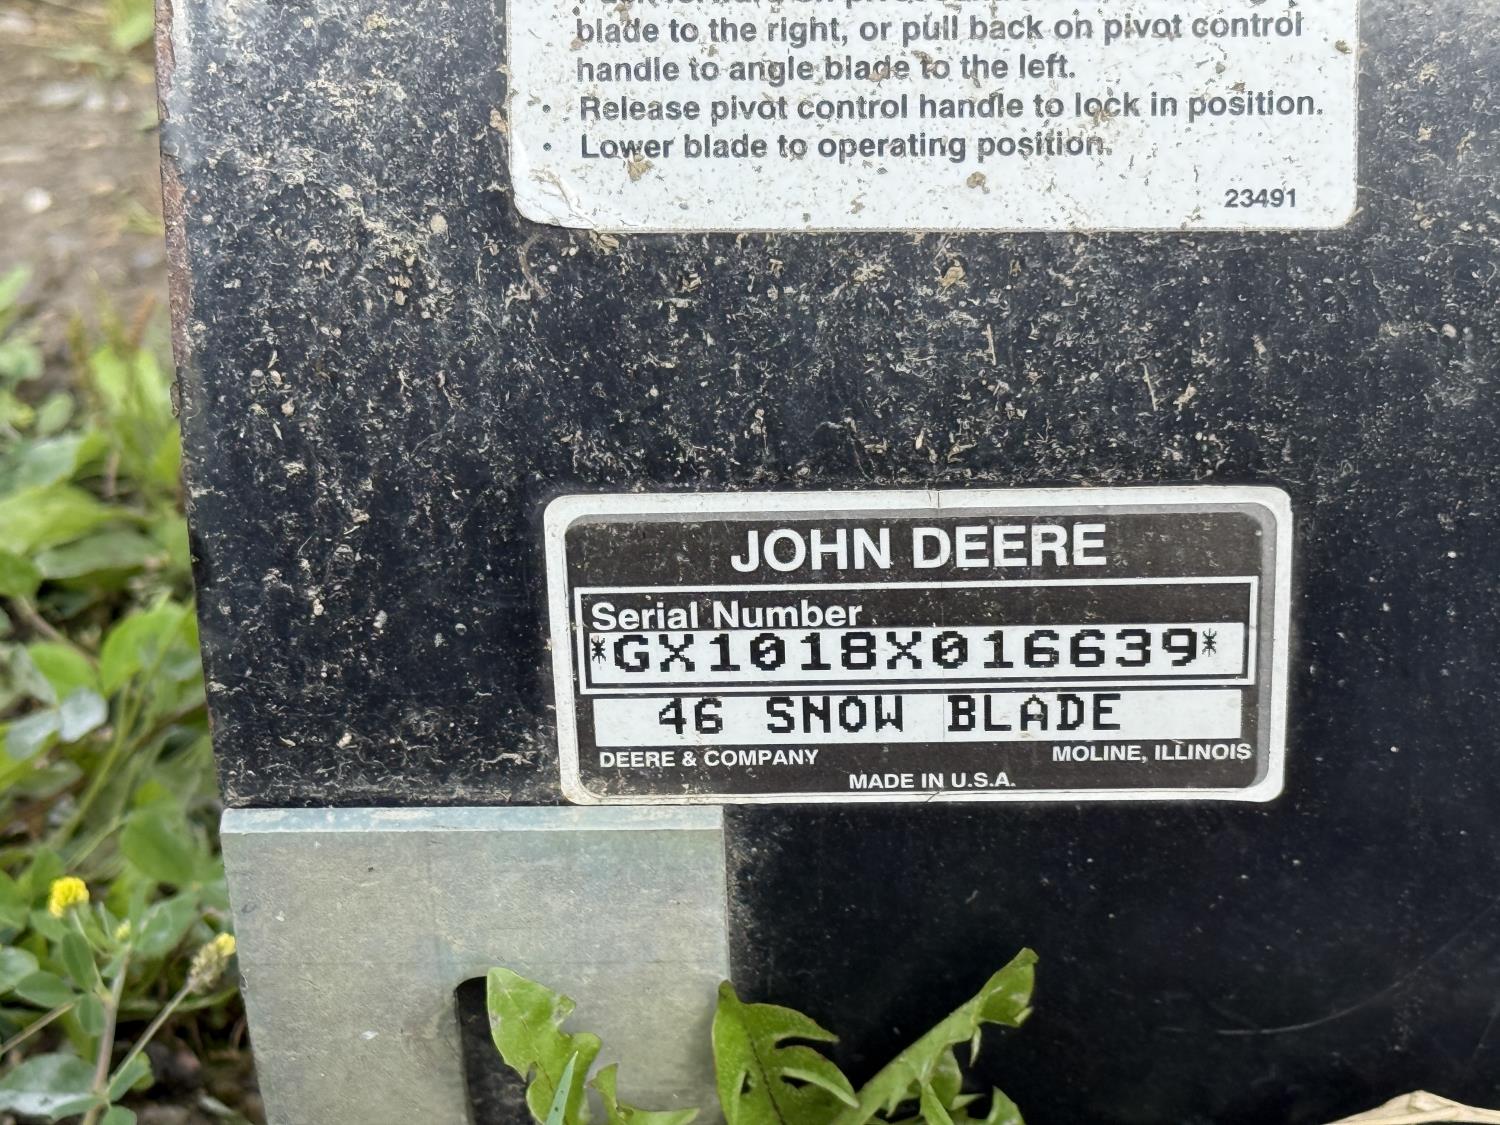 blade to the right, or pull back on pivot control
handle to angle blade to the left.
• Release pivot control handle to lock in position.
• Lower blade to operating position.
23491
JOHN DEERE
Serial Number
*GX1018X016639*
46 SNOW BLADE
DEERE & COMPANY MOLINE, ILLINOIS
MADE IN U.S.A.